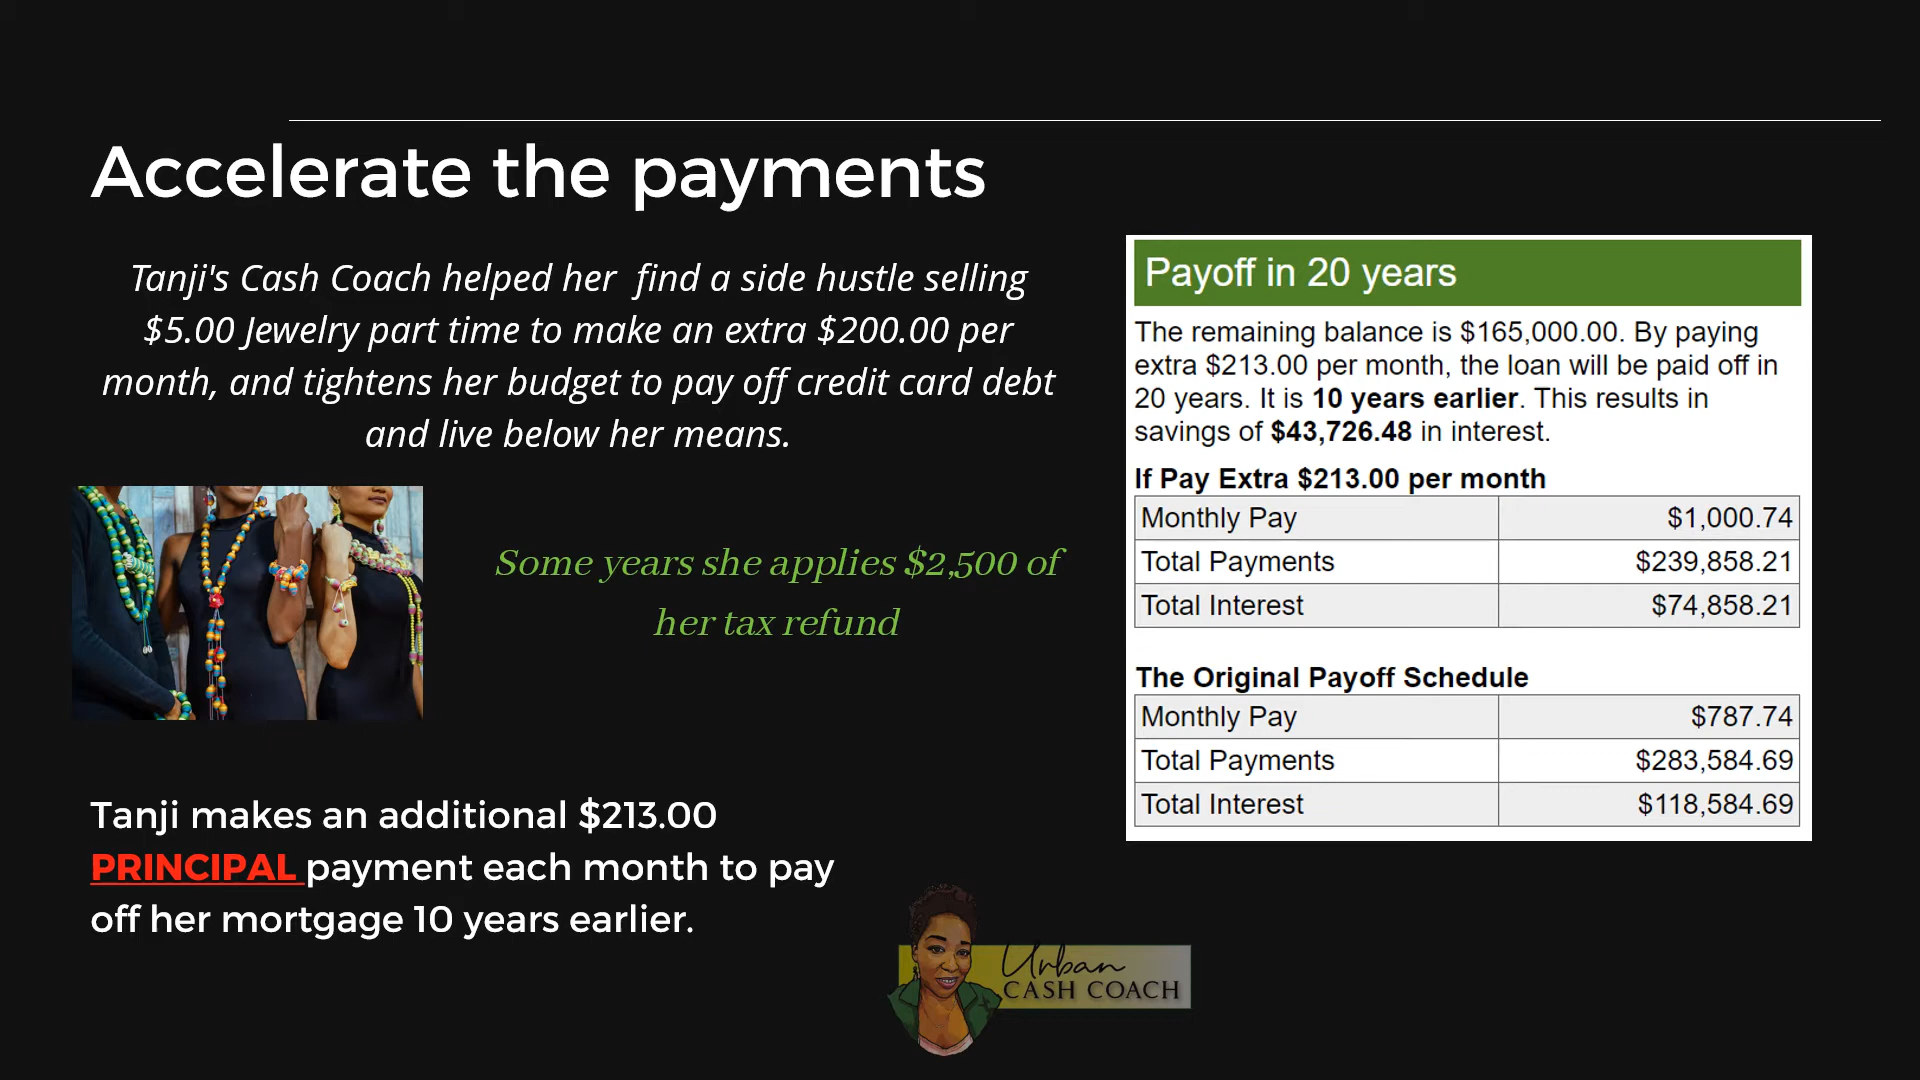 Accelerate the payments
Tanji's Cash Coach helped her find a side hustle selling
$5.00 Jewelry part time to make an extra $200.00 per
month, and tightens her budget to pay off credit card debt
and live below her means.
Some years she applies $2,500 of
her tax refund
Tanji makes an additional $213.00
PRINCIPAL payment each month to pay
off her mortgage 10 years earlier.
Payoff in 20 years
The remaining balance is $165,000.00. By paying
extra $213.00 per month, the loan will be paid off in
20 years. It is 10 years earlier. This results in
savings of $43,726.48 in interest.
If Pay Extra $213.00 per month
Monthly Pay $1,000.74
Total Payments $239,858.21
Total Interest $74,858.21
The Original Payoff Schedule
Monthly Pay $787.74
Total Payments $283,584.69
Total Interest $118,584.69
Urban
CASH COACH